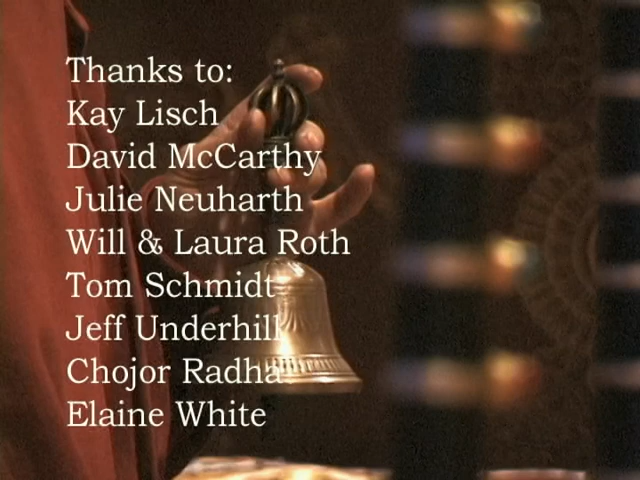 Thanks to:
Kay Lisch
David McCarthy
Julie Neuharth
Will & Laura Roth
Tom Schmidt
Jeff Underhill
Chojor Radha
Elaine White